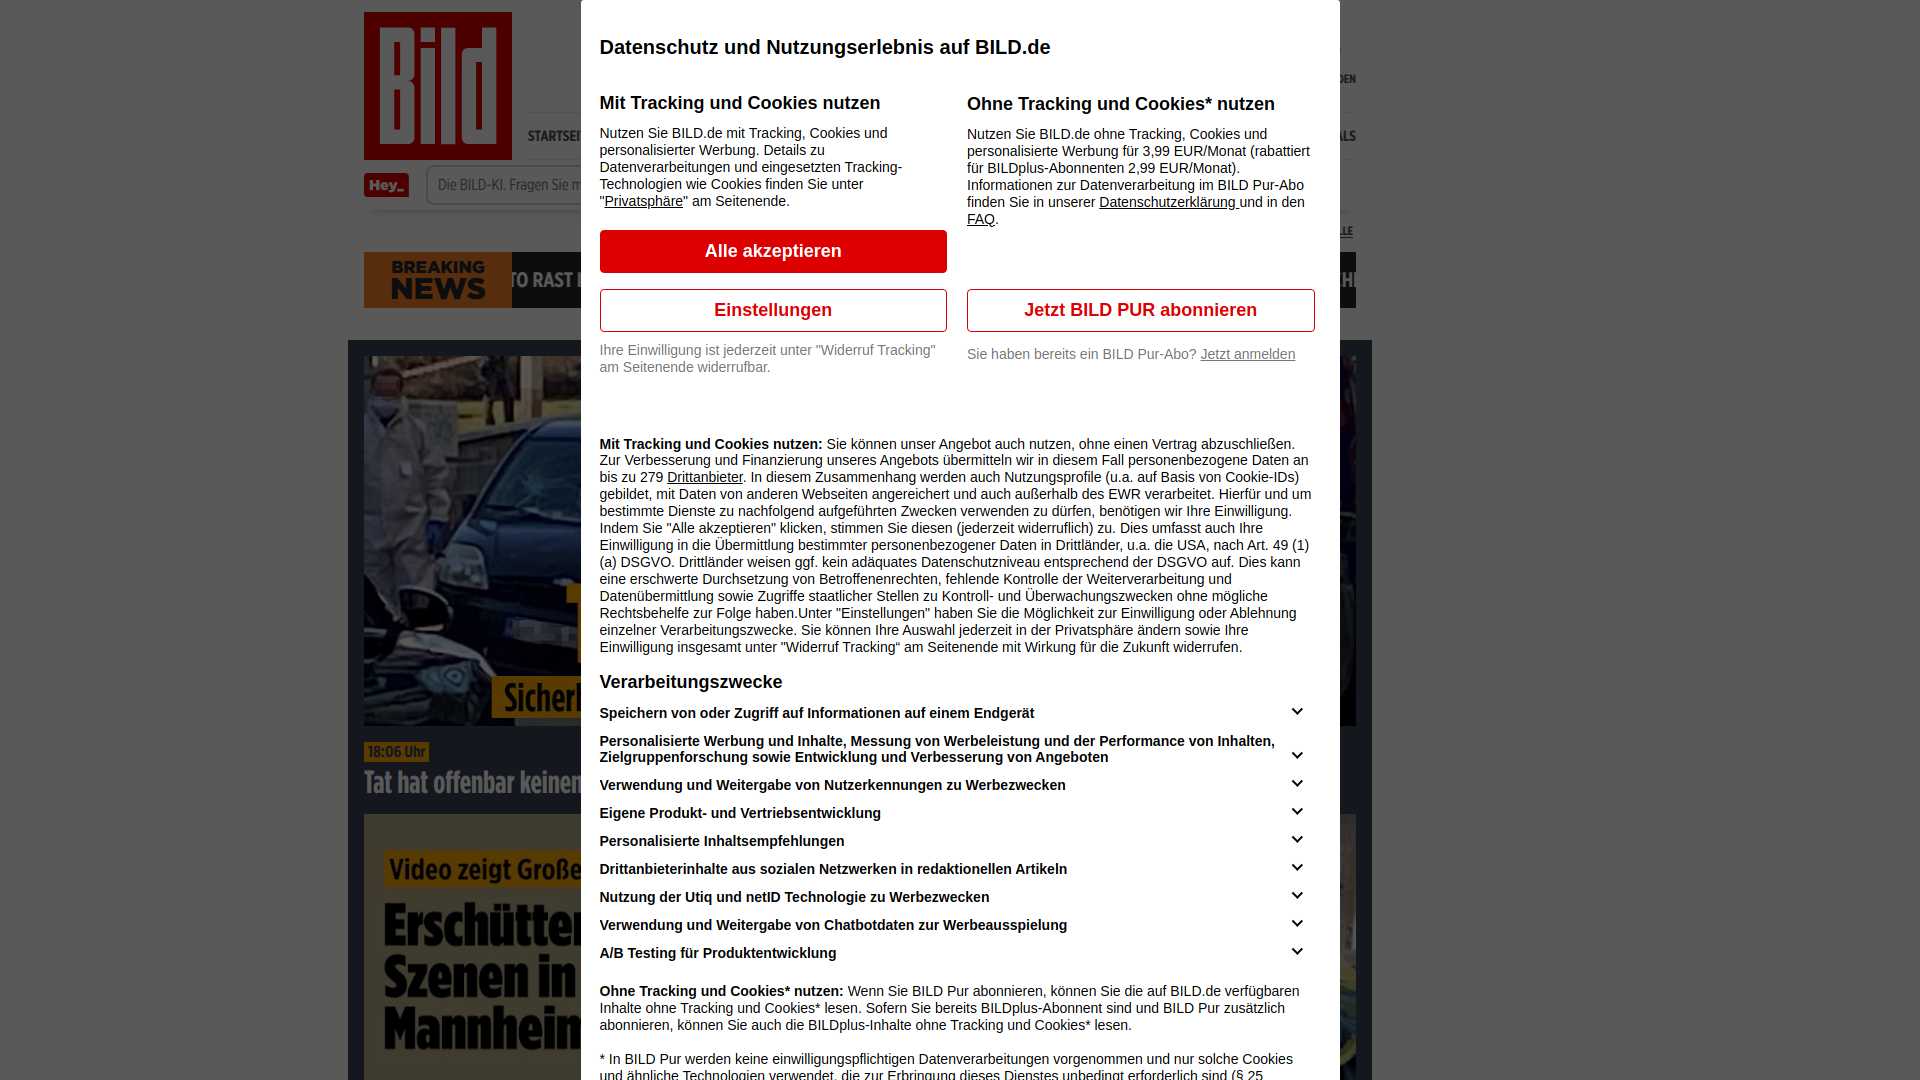 Bild
Datenschutz und Nutzungserlebnis auf BILD.de
DEN
STARTSEI
ALS
Hey_
Die BILD-KI. Fragen Sie m
LLE
BREAKING
NEWS
TO RAST
Mit Tracking und Cookies nutzen
Nutzen Sie BILD.de mit Tracking, Cookies und
personalisierter Werbung. Details zu
Datenverarbeitungen und eingesetzten Tracking-
Technologien wie Cookies finden Sie unter
"Privatsphäre" am Seitenende.
Alle akzeptieren
Einstellungen
Ihre Einwilligung ist jederzeit unter "Widerruf Tracking"
am Seitenende widerrufbar.
Ohne Tracking und Cookies* nutzen
Nutzen Sie BILD.de ohne Tracking, Cookies und
personalisierte Werbung für 3,99 EUR/Monat (rabattiert
für BILDplus-Abonnenten 2,99 EUR/Monat).
Informationen zur Datenverarbeitung im BILD Pur-Abo
finden Sie in unserer Datenschutzerklärung und in den
FAQ.
Jetzt BILD PUR abonnieren
Sie haben bereits ein BILD Pur-Abo? Jetzt anmelden
Mit Tracking und Cookies nutzen: Sie können unser Angebot auch nutzen, ohne einen Vertrag abzuschließen.
Zur Verbesserung und Finanzierung unseres Angebots übermitteln wir in diesem Fall personenbezogene Daten an
bis zu 279 Drittanbieter. In diesem Zusammenhang werden auch Nutzungsprofile (u.a. auf Basis von Cookie-IDs)
gebildet, mit Daten von anderen Webseiten angereichert und auch außerhalb des EWR verarbeitet. Hierfür und um
bestimmte Dienste zu nachfolgend aufgeführten Zwecken verwenden zu dürfen, benötigen wir Ihre Einwilligung.
Indem Sie "Alle akzeptieren" klicken, stimmen Sie diesen (jederzeit widerruflich) zu. Dies umfasst auch Ihre
Einwilligung in die Übermittlung bestimmter personenbezogener Daten in Drittländer, u.a. die USA, nach Art. 49 (1)
(a) DSGVO. Drittländer weisen ggf. kein adäquates Datenschutzniveau entsprechend der DSGVO auf. Dies kann
eine erschwerte Durchsetzung von Betroffenenrechten, fehlende Kontrolle der Weiterverarbeitung und
Datenübermittlung sowie Zugriffe staatlicher Stellen zu Kontroll- und Überwachungszwecken ohne mögliche
Rechtsbehelfe zur Folge haben.Unter "Einstellungen" haben Sie die Möglichkeit zur Einwilligung oder Ablehnung
einzelner Verarbeitungszwecke. Sie können Ihre Auswahl jederzeit in der Privatsphäre ändern sowie Ihre
Einwilligung insgesamt unter "Widerruf Tracking“ am Seitenende mit Wirkung für die Zukunft widerrufen.
Sicherh
18:06 Uhr
Tat hat offenbar keinen
Verarbeitungszwecke
Speichern von oder Zugriff auf Informationen auf einem Endgerät
Personalisierte Werbung und Inhalte, Messung von Werbeleistung und der Performance von Inhalten,
Zielgruppenforschung sowie Entwicklung und Verbesserung von Angeboten
Verwendung und Weitergabe von Nutzerkennungen zu Werbezwecken
Eigene Produkt- und Vertriebsentwicklung
Personalisierte Inhaltsempfehlungen
Drittanbieterinhalte aus sozialen Netzwerken in redaktionellen Artikeln
Nutzung der Utiq und netID Technologie zu Werbezwecken
Verwendung und Weitergabe von Chatbotdaten zur Werbeausspielung
A/B Testing für Produktentwicklung
Video zeigt Große
Erschütter
Szenen in
Mannheim
Ohne Tracking und Cookies* nutzen: Wenn Sie BILD Pur abonnieren, können Sie die auf BILD.de verfügbaren
Inhalte ohne Tracking und Cookies* lesen. Sofern Sie bereits BILDplus-Abonnent sind und BILD Pur zusätzlich
abonnieren, können Sie auch die BILDplus-Inhalte ohne Tracking und Cookies* lesen.
* In BILD Pur werden keine einwilligungspflichtigen Datenverarbeitungen vorgenommen und nur solche Cookies
und ähnliche Technologien verwendet, die zur Erbringung dieses Dienstes unbedingt erforderlich sind (§ 25